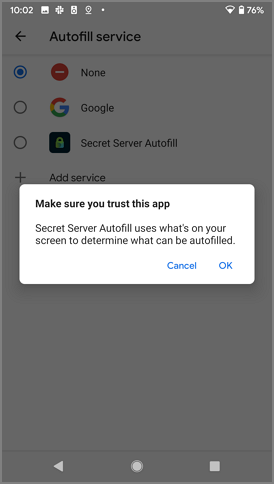 10:02
76%
Autofill service
None
Google
Secret Server Autofill
Add service
Make sure you trust this app
Secret Server Autofill uses what's on your
screen to determine what can be autofilled.
Cancel OK